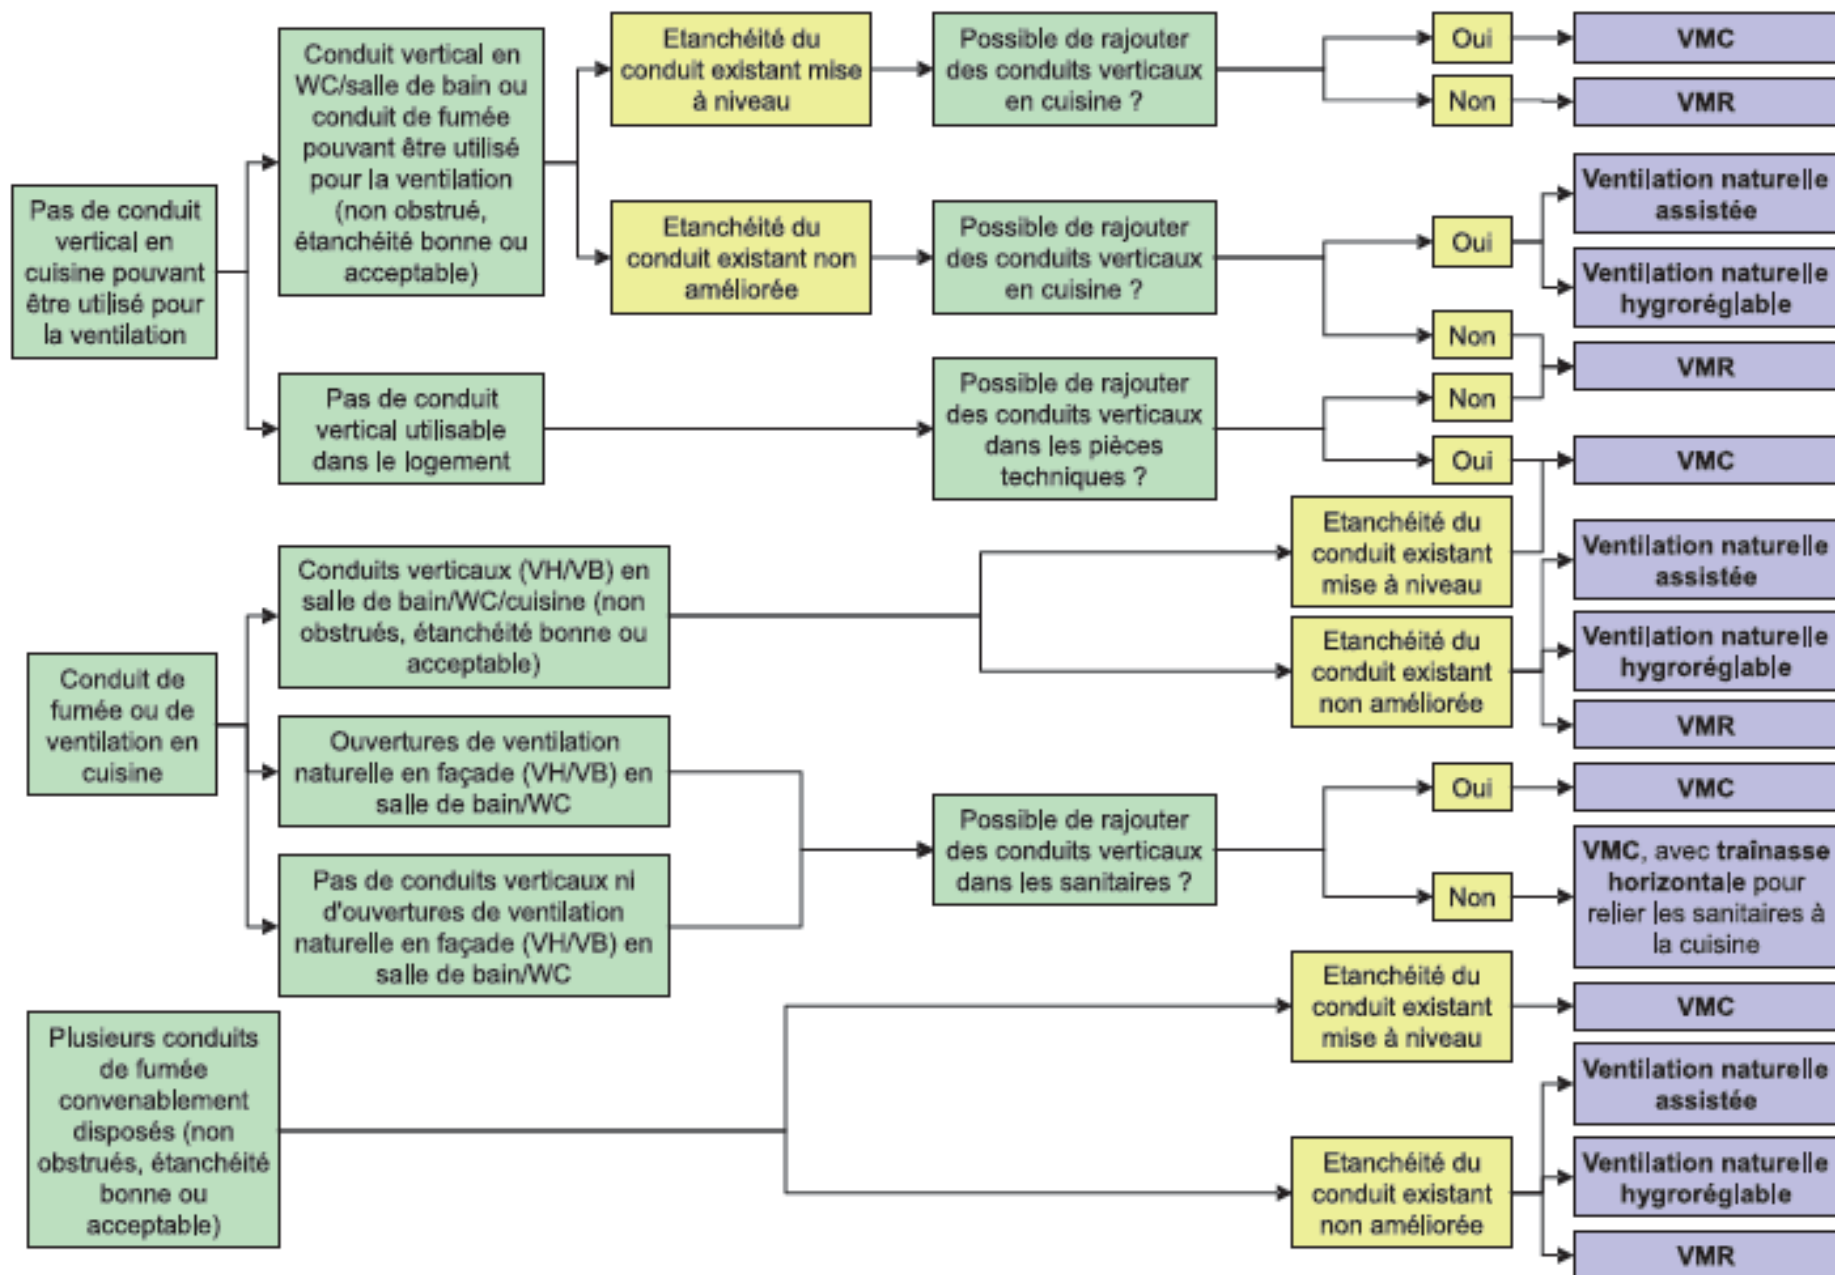 Pas de conduit
vertical en
cuisine pouvant
être utilisé pour
la ventilation
Conduit vertical en
WC/salle de bain ou
conduit de fumée
pouvant être utilisé
pour la ventilation
(non obstrué,
étanchéité bonne ou
acceptable)
Etanchéité du
conduit existant mise
à niveau
Possible de rajouter
des conduits verticaux
en cuisine ?
Oui
VMC
Non
VMR
Etanchéité du
conduit existant non
améliorée
Possible de rajouter
des conduits verticaux
en cuisine ?
Oui
Ventilation naturelle
assistée
Ventilation naturelle
hygroréglable
Non
VMR
Pas de conduit
vertical utilisable
dans le logement
Possible de rajouter
des conduits verticaux
dans les pièces
techniques ?
Non
Oui
VMC
Conduit de
fumée ou de
ventilation en
cuisine
Conduits verticaux (VH/VB) en
salle de bain/WC/cuisine (non
obstrués, étanchéité bonne ou
acceptable)
Etanchéité du
conduit existant
mise à niveau
Etanchéité du
conduit existant
non améliorée
Ventilation naturelle
assistée
Ventilation naturelle
hygroréglable
VMR
Ouvertures de ventilation
naturelle en façade (VH/VB) en
salle de bain/WC
Pas de conduits verticaux ni
d'ouvertures de ventilation
naturelle en façade (VH/VB) en
salle de bain/WC
Possible de rajouter
des conduits verticaux
dans les sanitaires ?
Oui
VMC
Non
VMC, avec traînasse
horizontale pour
relier les sanitaires à
la cuisine
Plusieurs conduits
de fumée
convenablement
disposés (non
obstrués, étanchéité
bonne ou
acceptable)
Etanchéité du
conduit existant
mise à niveau
VMC
Etanchéité du
conduit existant
non améliorée
Ventilation naturelle
assistée
Ventilation naturelle
hygroréglable
VMR